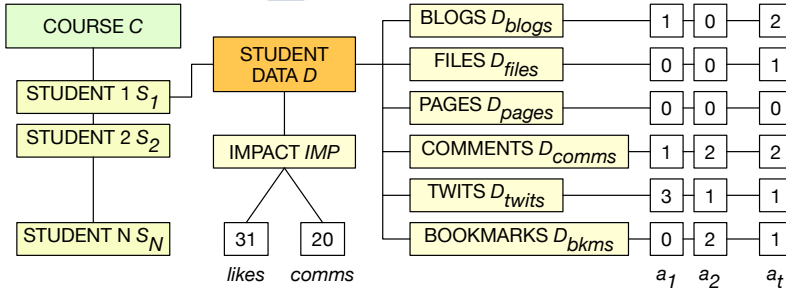 COURSE C
STUDENT 1 S1
STUDENT 2 S2
STUDENT N SN
STUDENT
DATA D
IMPACT IMP
31 20
likes comms
BLOGS Dblogs 1 0 2
FILES Dfiles 0 0 1
PAGES Dpages 0 0 0
COMMENTS Dcomms 1 2 2
TWITS Dtwits 3 1 1
BOOKMARKS Dbkms 0 2 1
a1 a2 at